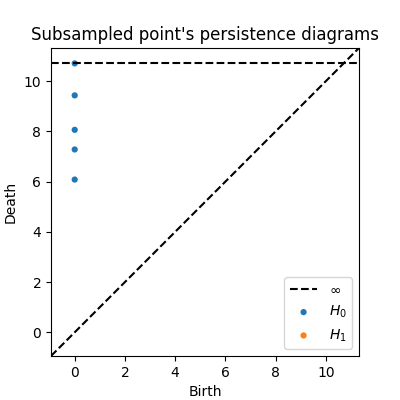 Subsampled point's persistence diagrams
10
8
6
4
2
0
Death
∞
H₀
H₁
0 2 4 6 8 10
Birth